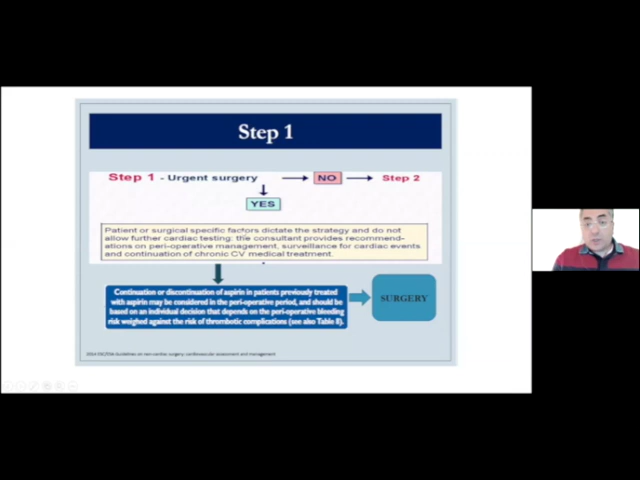 Step 1
Step 1 - Urgent surgery
NO
Step 2
YES
Patient or surgical specific factors dictate the strategy and do not
allow further cardiac testing: the consultant provides recommend-
ations on peri-operative management, surveillance for cardiac events
and continuation of chronic CV medical treatment.
Continuation or discontinuation of aspirin in patients previously treated
with aspirin may be considered in the peri-operative period, and should be
based on an individual decision that depends on the peri-operative bleeding
risk weighed against the risk of thrombotic complications (see also Table 8).
SURGERY
2014 ESC/ESA Guidelines on non-cardiac surgery: cardiovascular assessment and management